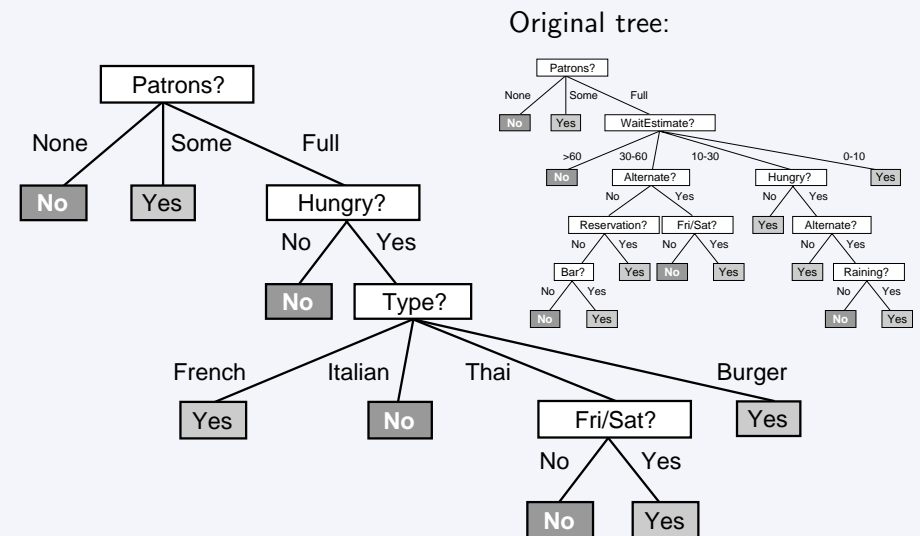 Original tree:
Patrons?
None Some Full
No Yes Hungry?
No Yes
No Type?
French Italian Thai Burger
Yes No Fri/Sat? Yes
No Yes
No Yes
Patrons?
None Some Full
No Yes WaitEstimate?
>60 30-60 10-30 0-10
No Alternate? Hungry? Yes
No Yes No Yes
Reservation? Fri/Sat? Yes Alternate?
No Yes No Yes No Yes
Bar? Yes No Yes Yes Raining?
No Yes No Yes
No Yes No Yes